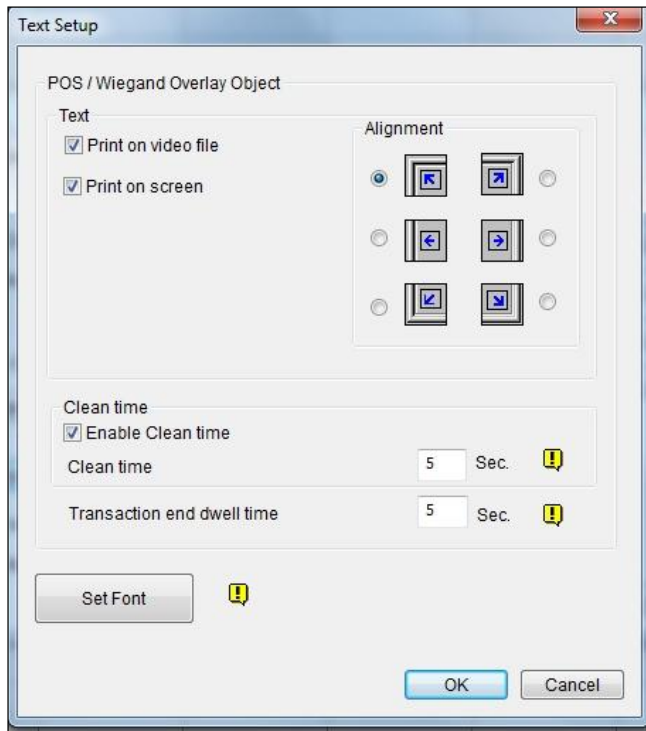 Text Setup
POS / Wiegand Overlay Object
Text
Print on video file
Print on screen
Alignment
Clean time
Enable Clean time
Clean time 5 Sec.
Transaction end dwell time 5 Sec.
Set Font
OK Cancel